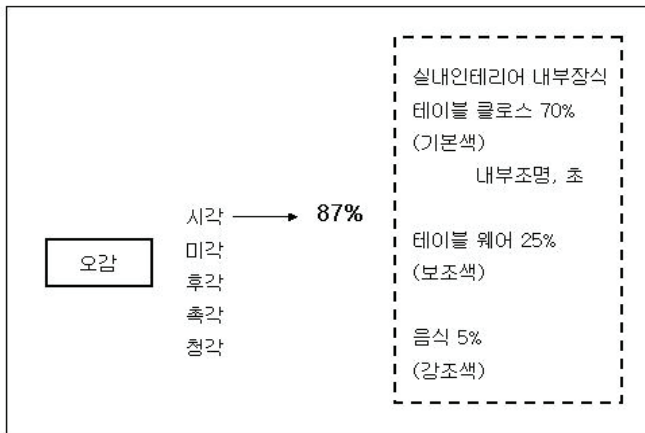 오감
시각
87%
미각
후각
촉각
청각
실내인테리어 내부장식
테이블 클로스 70%
(기본색)
내부조명, 초
테이블 웨어 25%
(보조색)
음식 5%
(강조색)